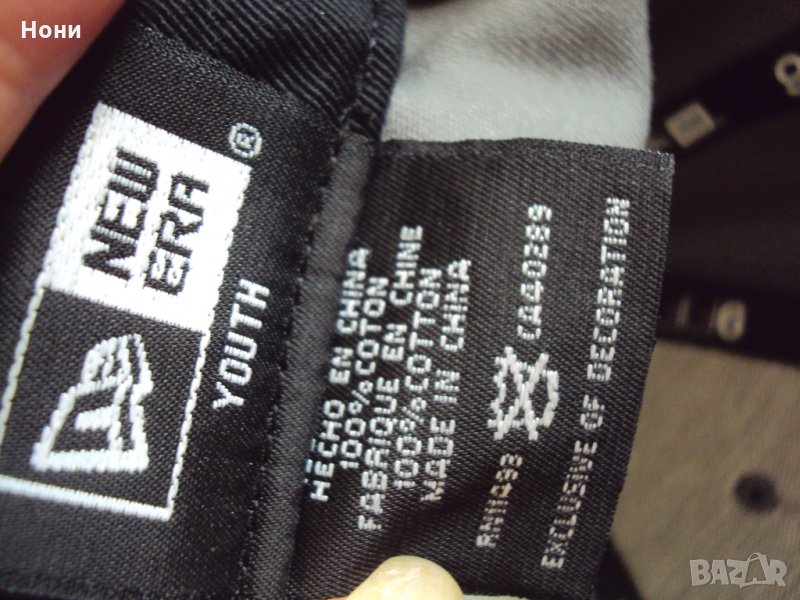 Нони
NEW
ERA
®
YOUTH
HECHO EN CHINA
100%COTON
FABRIQUE EN CHINE
100%COTTON
MADE IN CHINA
RN11493 CA40289
EXCLUSIVE OF DECORATION
BAZAR